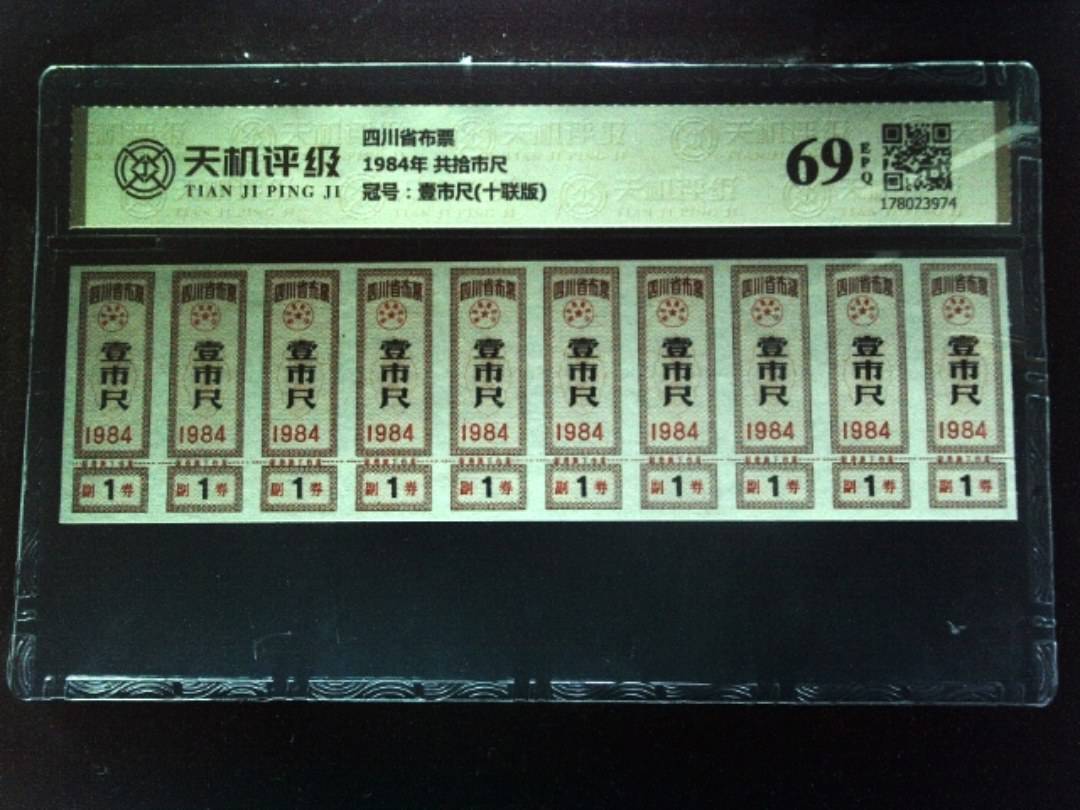 天机评级
TIAN JI PING JI
四川省布票
1984年 共拾市尺
冠号：壹市尺(十联版)
69
EPQ
178023974
四川省布票 四川省布票 四川省布票 四川省布票 四川省布票 四川省布票 四川省布票 四川省布票 四川省布票 四川省布票
壹市尺 壹市尺 壹市尺 壹市尺 壹市尺 壹市尺 壹市尺 壹市尺 壹市尺 壹市尺
1984 1984 1984 1984 1984 1984 1984 1984 1984 1984
副1券 副1券 副1券 副1券 副1券 副1券 副1券 副1券 副1券 副1券